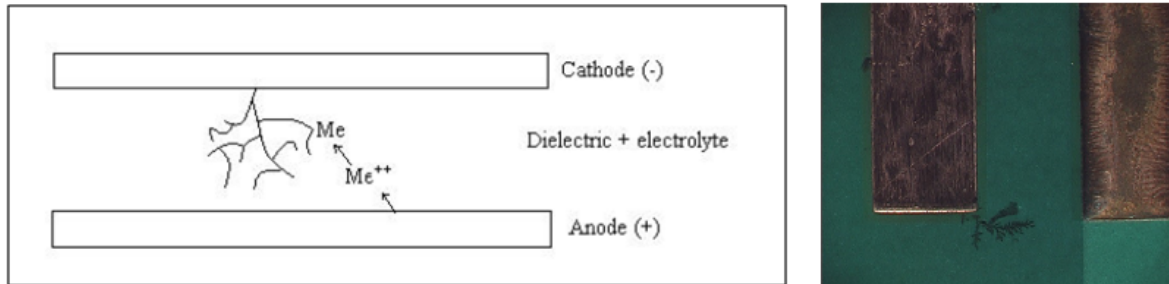 Cathode (-)
Me
Dielectric + electrolyte
Me++
Anode (+)